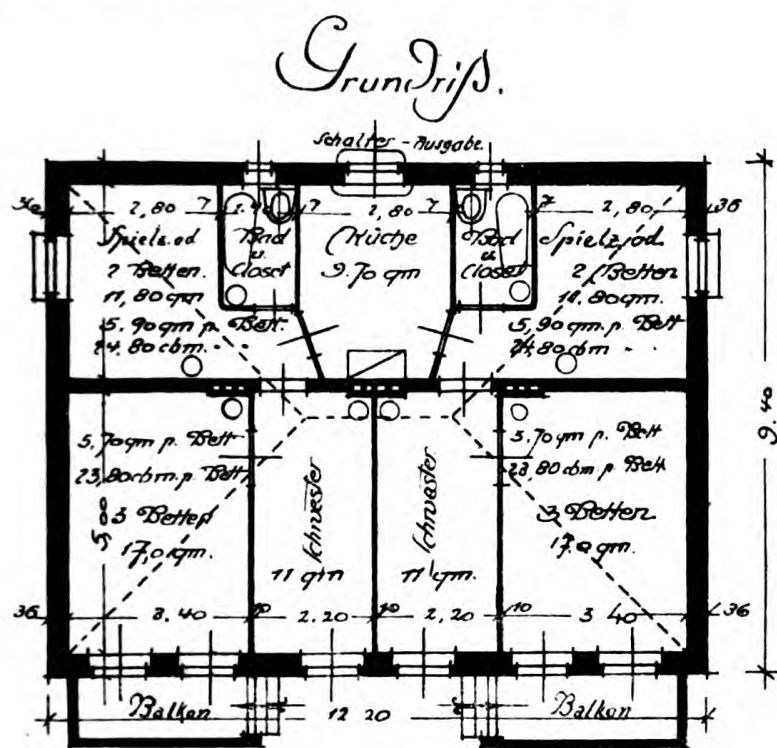 Grundriß.
Schalter-Ausgabe.
36 2,80 7 7 2,80 7 7 2,80 36
Spielz. od.
2 Betten.
11,80 qm
5,90 qm p. Bett.
24,80 cbm. " "
Bad
u.
Closet
Küche
9.70 qm
Bad
u.
Closet
Spielz. od.
2 Betten
11,80 qm.
5,90 qm. p. Bett
24,80 cbm " "
9.40
5,70 qm p. Bett
23,80 cbm. p. Bett
3 Betten
17,0 qm.
5.00
Schwester
11 qm
Schwester
11 qm.
5,70 qm p. Bett
23,80 cbm p. Bett
3 Betten
17,0 qm.
36 3.40 10 2.20 10 2,20 10 3 40 36
Balkon 12 20 Balkon